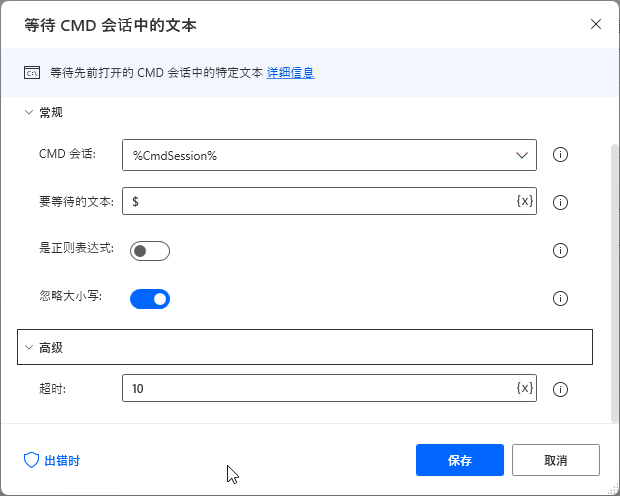 等待 CMD 会话中的文本
等待先前打开的 CMD 会话中的特定文本 详细信息
常规
CMD 会话: %CmdSession%
要等待的文本: $ {x}
是正则表达式:
忽略大小写:
高级
超时: 10 {x}
出错时 保存 取消